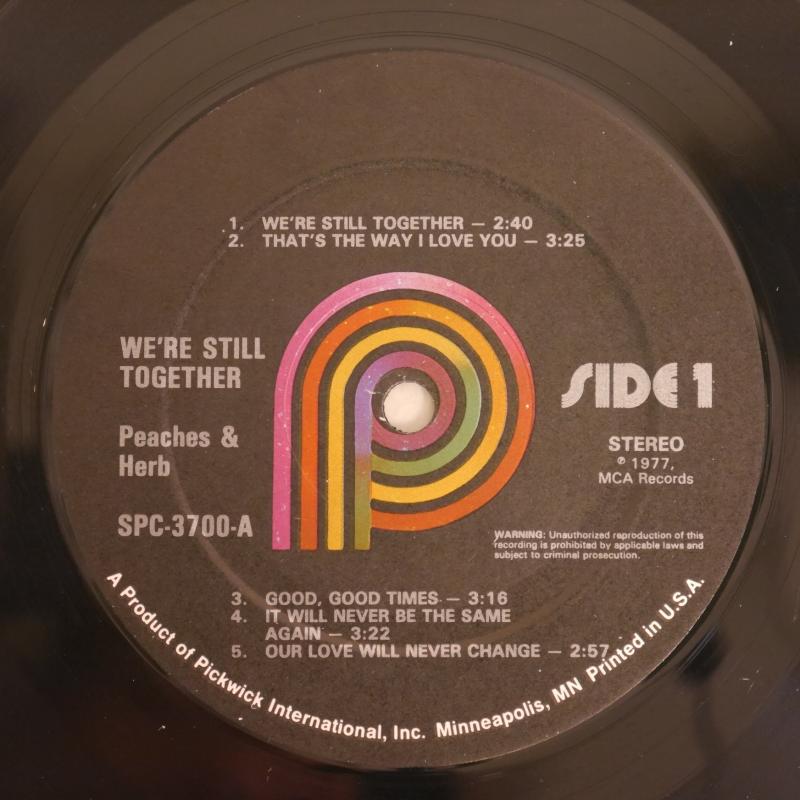 1. WE'RE STILL TOGETHER — 2:40
2. THAT'S THE WAY I LOVE YOU — 3:25
WE'RE STILL
TOGETHER
Peaches &
Herb
SPC-3700-A
SIDE 1
STEREO
℗ 1977,
MCA Records
WARNING: Unauthorized reproduction of this
recording is prohibited by applicable laws and
subject to criminal prosecution.
3. GOOD, GOOD TIMES — 3:16
4. IT WILL NEVER BE THE SAME
AGAIN — 3:22
5. OUR LOVE WILL NEVER CHANGE — 2:57
A Product of Pickwick International, Inc. Minneapolis, MN Printed in U.S.A.